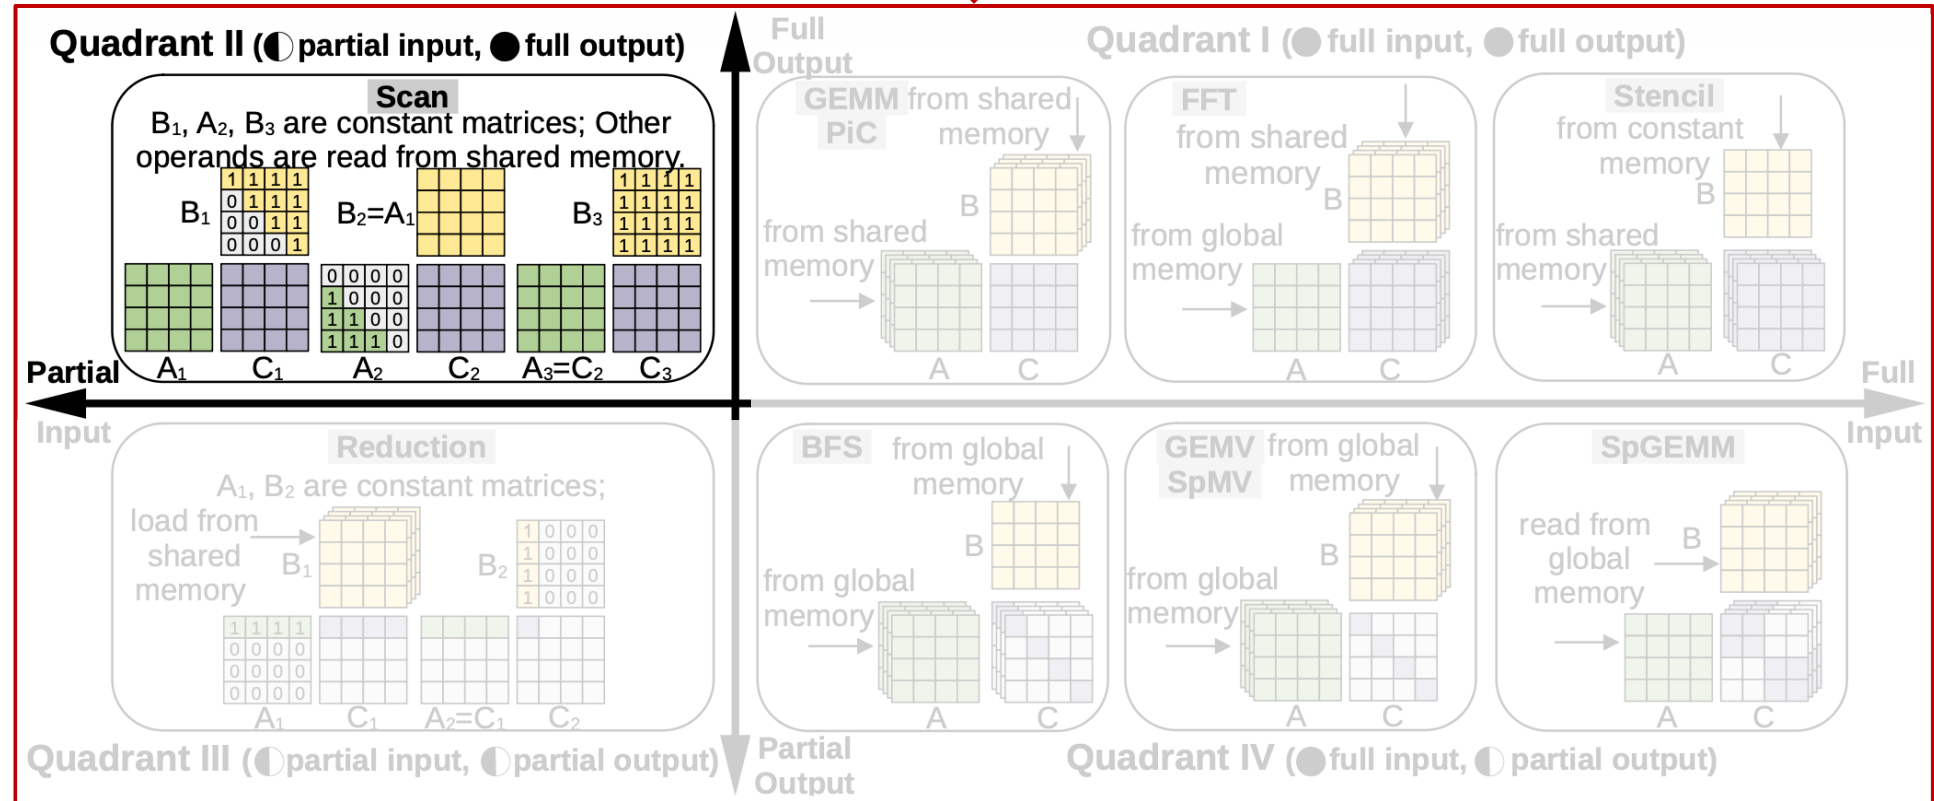 Quadrant II (◐partial input, ●full output)
Scan
B₁, A₂, B₃ are constant matrices; Other
operands are read from shared memory.
B₁
1 1 1 1
0 1 1 1
0 0 1 1
0 0 0 1
B₂=A₁
B₃
1 1 1 1
1 1 1 1
1 1 1 1
1 1 1 1
0 0 0 0
1 0 0 0
1 1 0 0
1 1 1 0
A₁
C₁
A₂
C₂
A₃=C₂
C₃
Full
Output
Quadrant I (●full input, ●full output)
GEMM
PiC
from shared
memory
B
from shared
memory
A
C
FFT
from shared
memory
B
from global
memory
A
C
Stencil
from constant
memory
B
from shared
memory
A
C
Partial
Input
Full
Input
Reduction
A₁, B₂ are constant matrices;
load from
shared
memory
B₁
B₂
1 0 0 0
1 0 0 0
1 0 0 0
1 0 0 0
1 1 1 1
0 0 0 0
0 0 0 0
0 0 0 0
A₁
C₁
A₂=C₁
C₂
Quadrant III (◐partial input, ◐partial output)
BFS
from global
memory
B
from global
memory
A
C
GEMV
SpMV
from global
memory
B
from global
memory
A
C
SpGEMM
read from
global
memory
B
A
C
Partial
Output
Quadrant IV (●full input, ◐partial output)